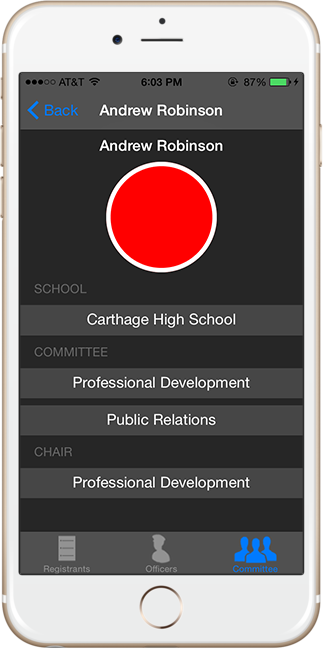 AT&T 6:03 PM 87%
Back Andrew Robinson
Andrew Robinson
SCHOOL
Carthage High School
COMMITTEE
Professional Development
Public Relations
CHAIR
Professional Development
Registrants Officers Committee